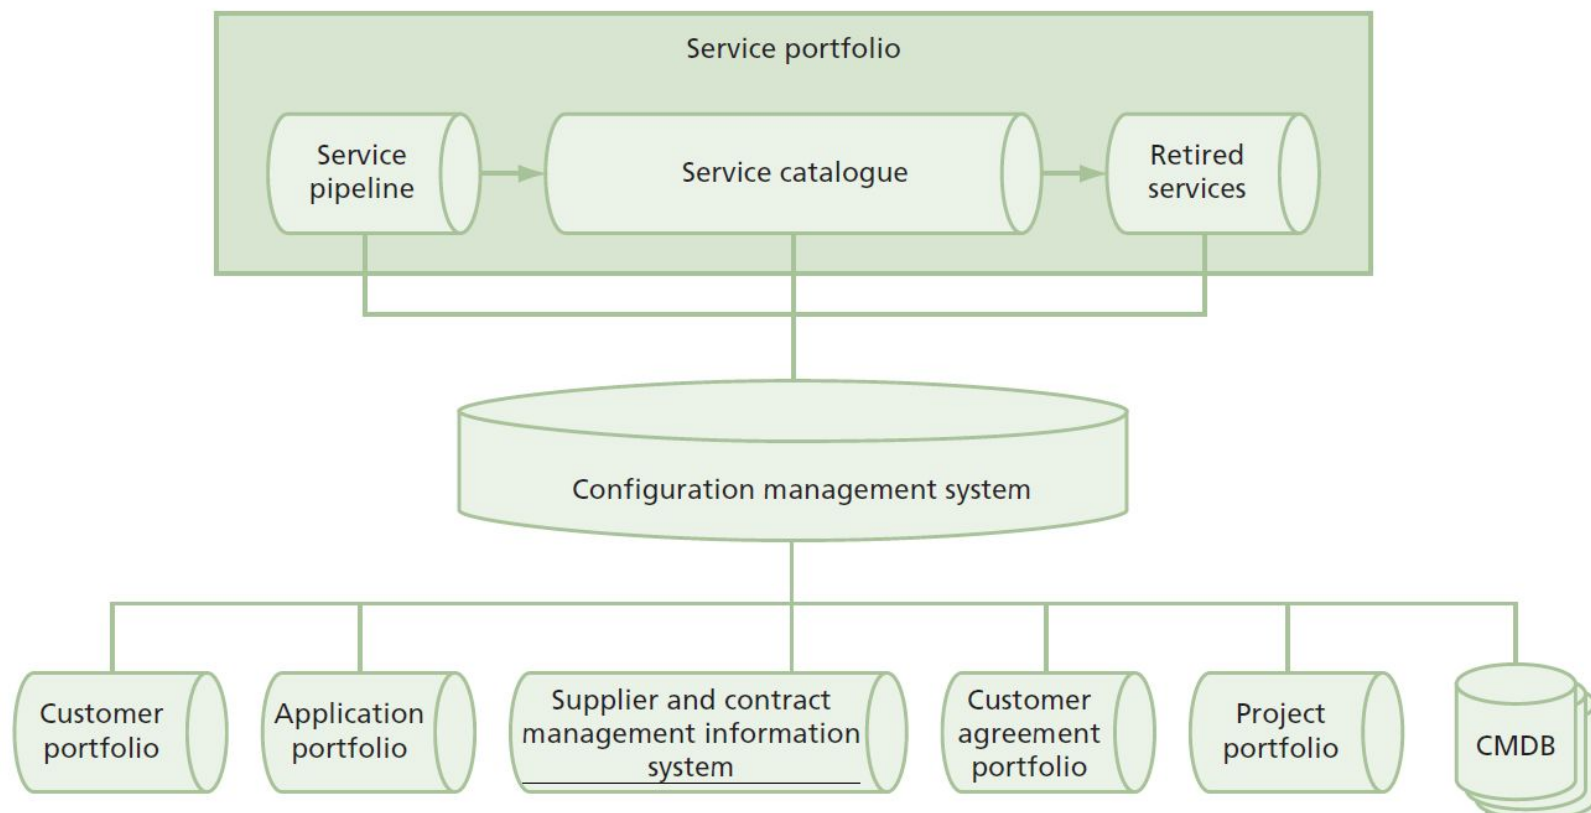 Service portfolio
Service
pipeline
Service catalogue
Retired
services
Configuration management system
Customer
portfolio
Application
portfolio
Supplier and contract
management information
system
Customer
agreement
portfolio
Project
portfolio
CMDB